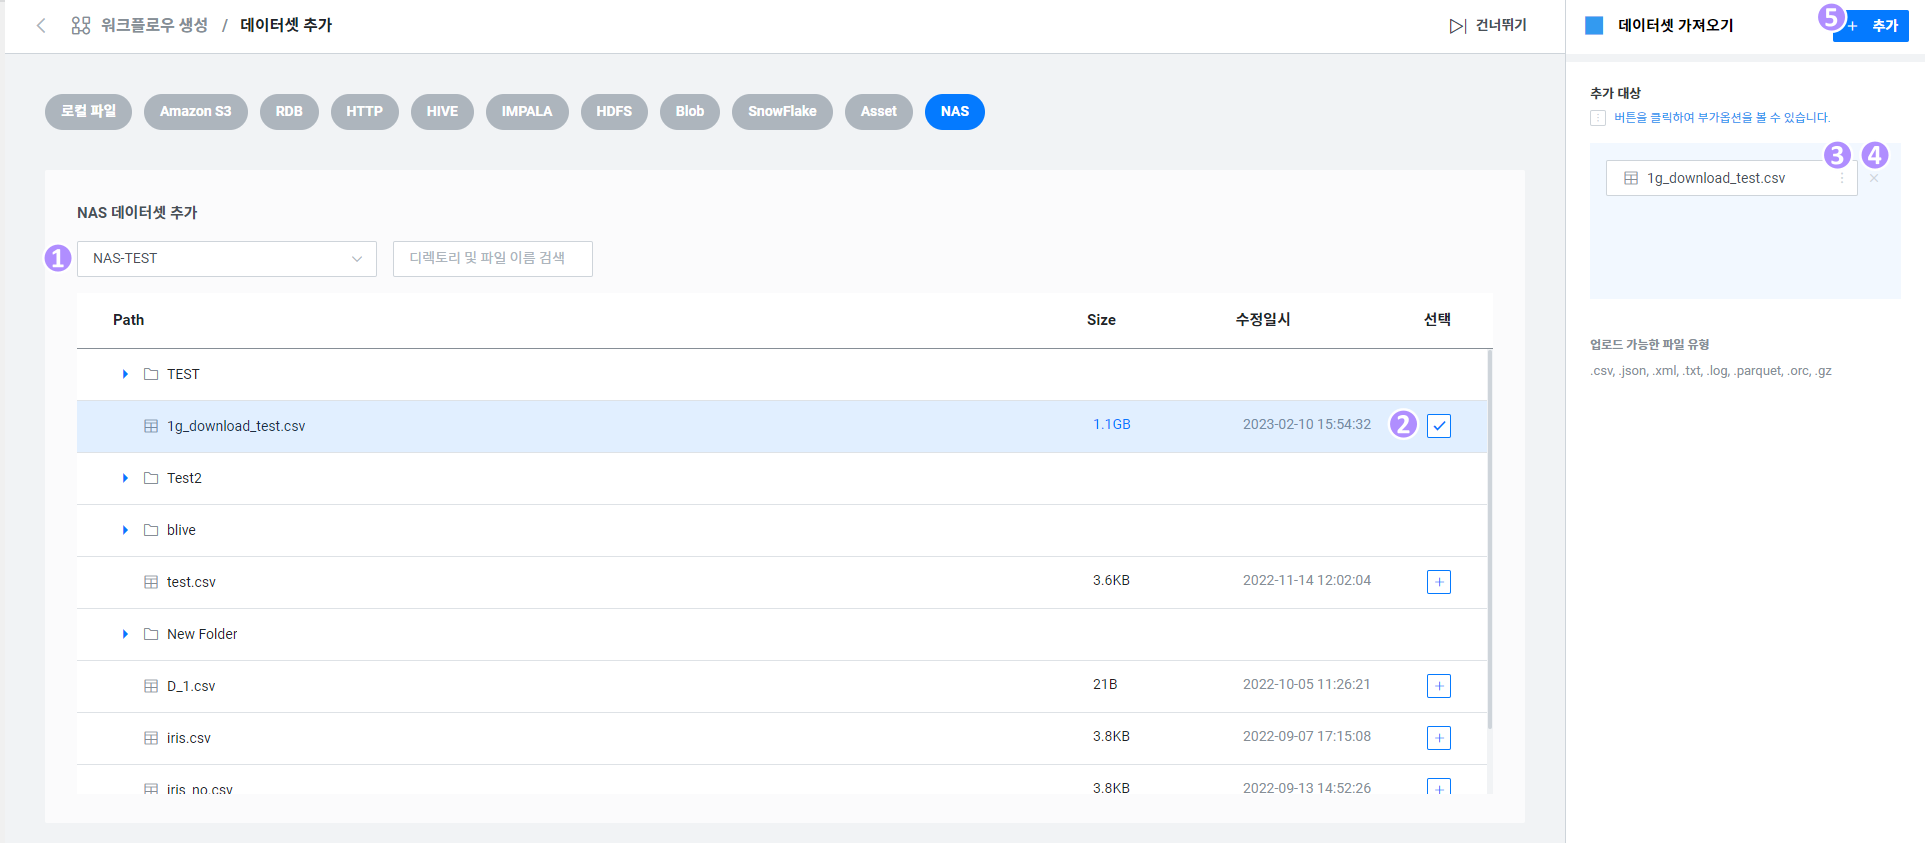 워크플로우 생성 / 데이터셋 추가
건너뛰기
로컬 파일 Amazon S3 RDB HTTP HIVE IMPALA HDFS Blob SnowFlake Asset NAS
NAS 데이터셋 추가
1 NAS-TEST 디렉토리 및 파일 이름 검색
Path Size 수정일시 선택
TEST
1g_download_test.csv 1.1GB 2023-02-10 15:54:32 2
Test2
blive
test.csv 3.6KB 2022-11-14 12:02:04
New Folder
D_1.csv 21B 2022-10-05 11:26:21
iris.csv 3.8KB 2022-09-07 17:15:08
iris_no.csv 3.8KB 2022-09-13 14:52:26
데이터셋 가져오기 5 + 추가
추가 대상
버튼을 클릭하여 부가옵션을 볼 수 있습니다.
3 4
1g_download_test.csv
업로드 가능한 파일 유형
.csv, .json, .xml, .txt, .log, .parquet, .orc, .gz